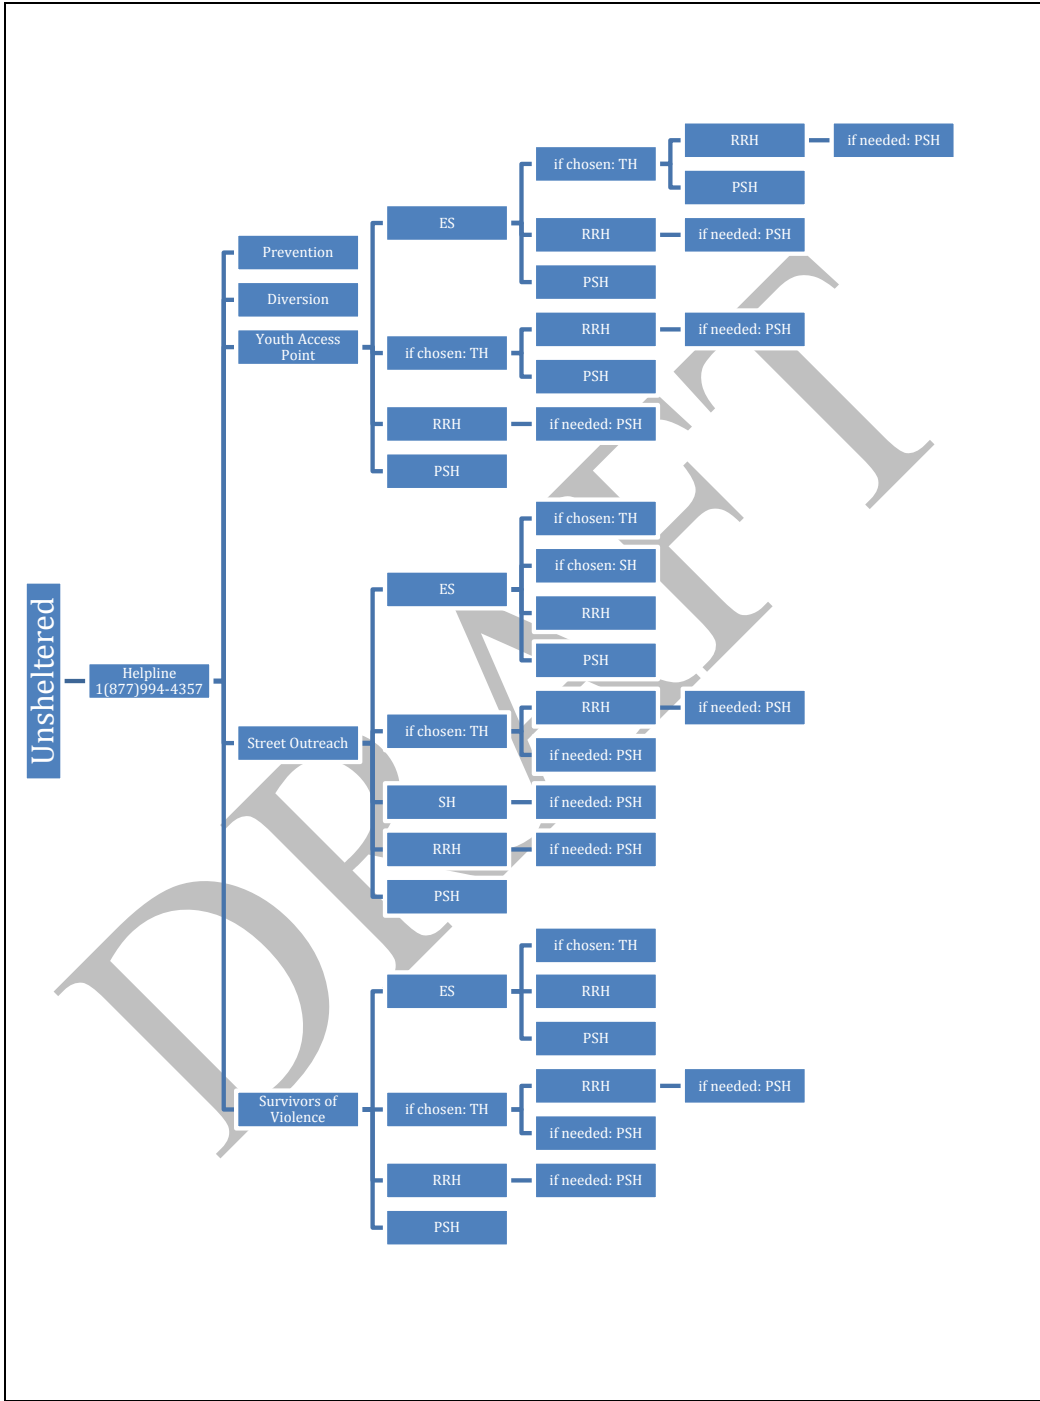 Unsheltered
Helpline
1(877)994-4357
Prevention
Diversion
Youth Access
Point
ES
if chosen: TH
RRH
if needed: PSH
PSH
RRH
if needed: PSH
PSH
if chosen: TH
RRH
if needed: PSH
PSH
RRH
if needed: PSH
PSH
Street Outreach
ES
if chosen: TH
if chosen: SH
RRH
PSH
if chosen: TH
RRH
if needed: PSH
if needed: PSH
SH
if needed: PSH
RRH
if needed: PSH
PSH
Survivors of
Violence
ES
if chosen: TH
RRH
PSH
if chosen: TH
RRH
if needed: PSH
if needed: PSH
RRH
if needed: PSH
PSH
DRAFT